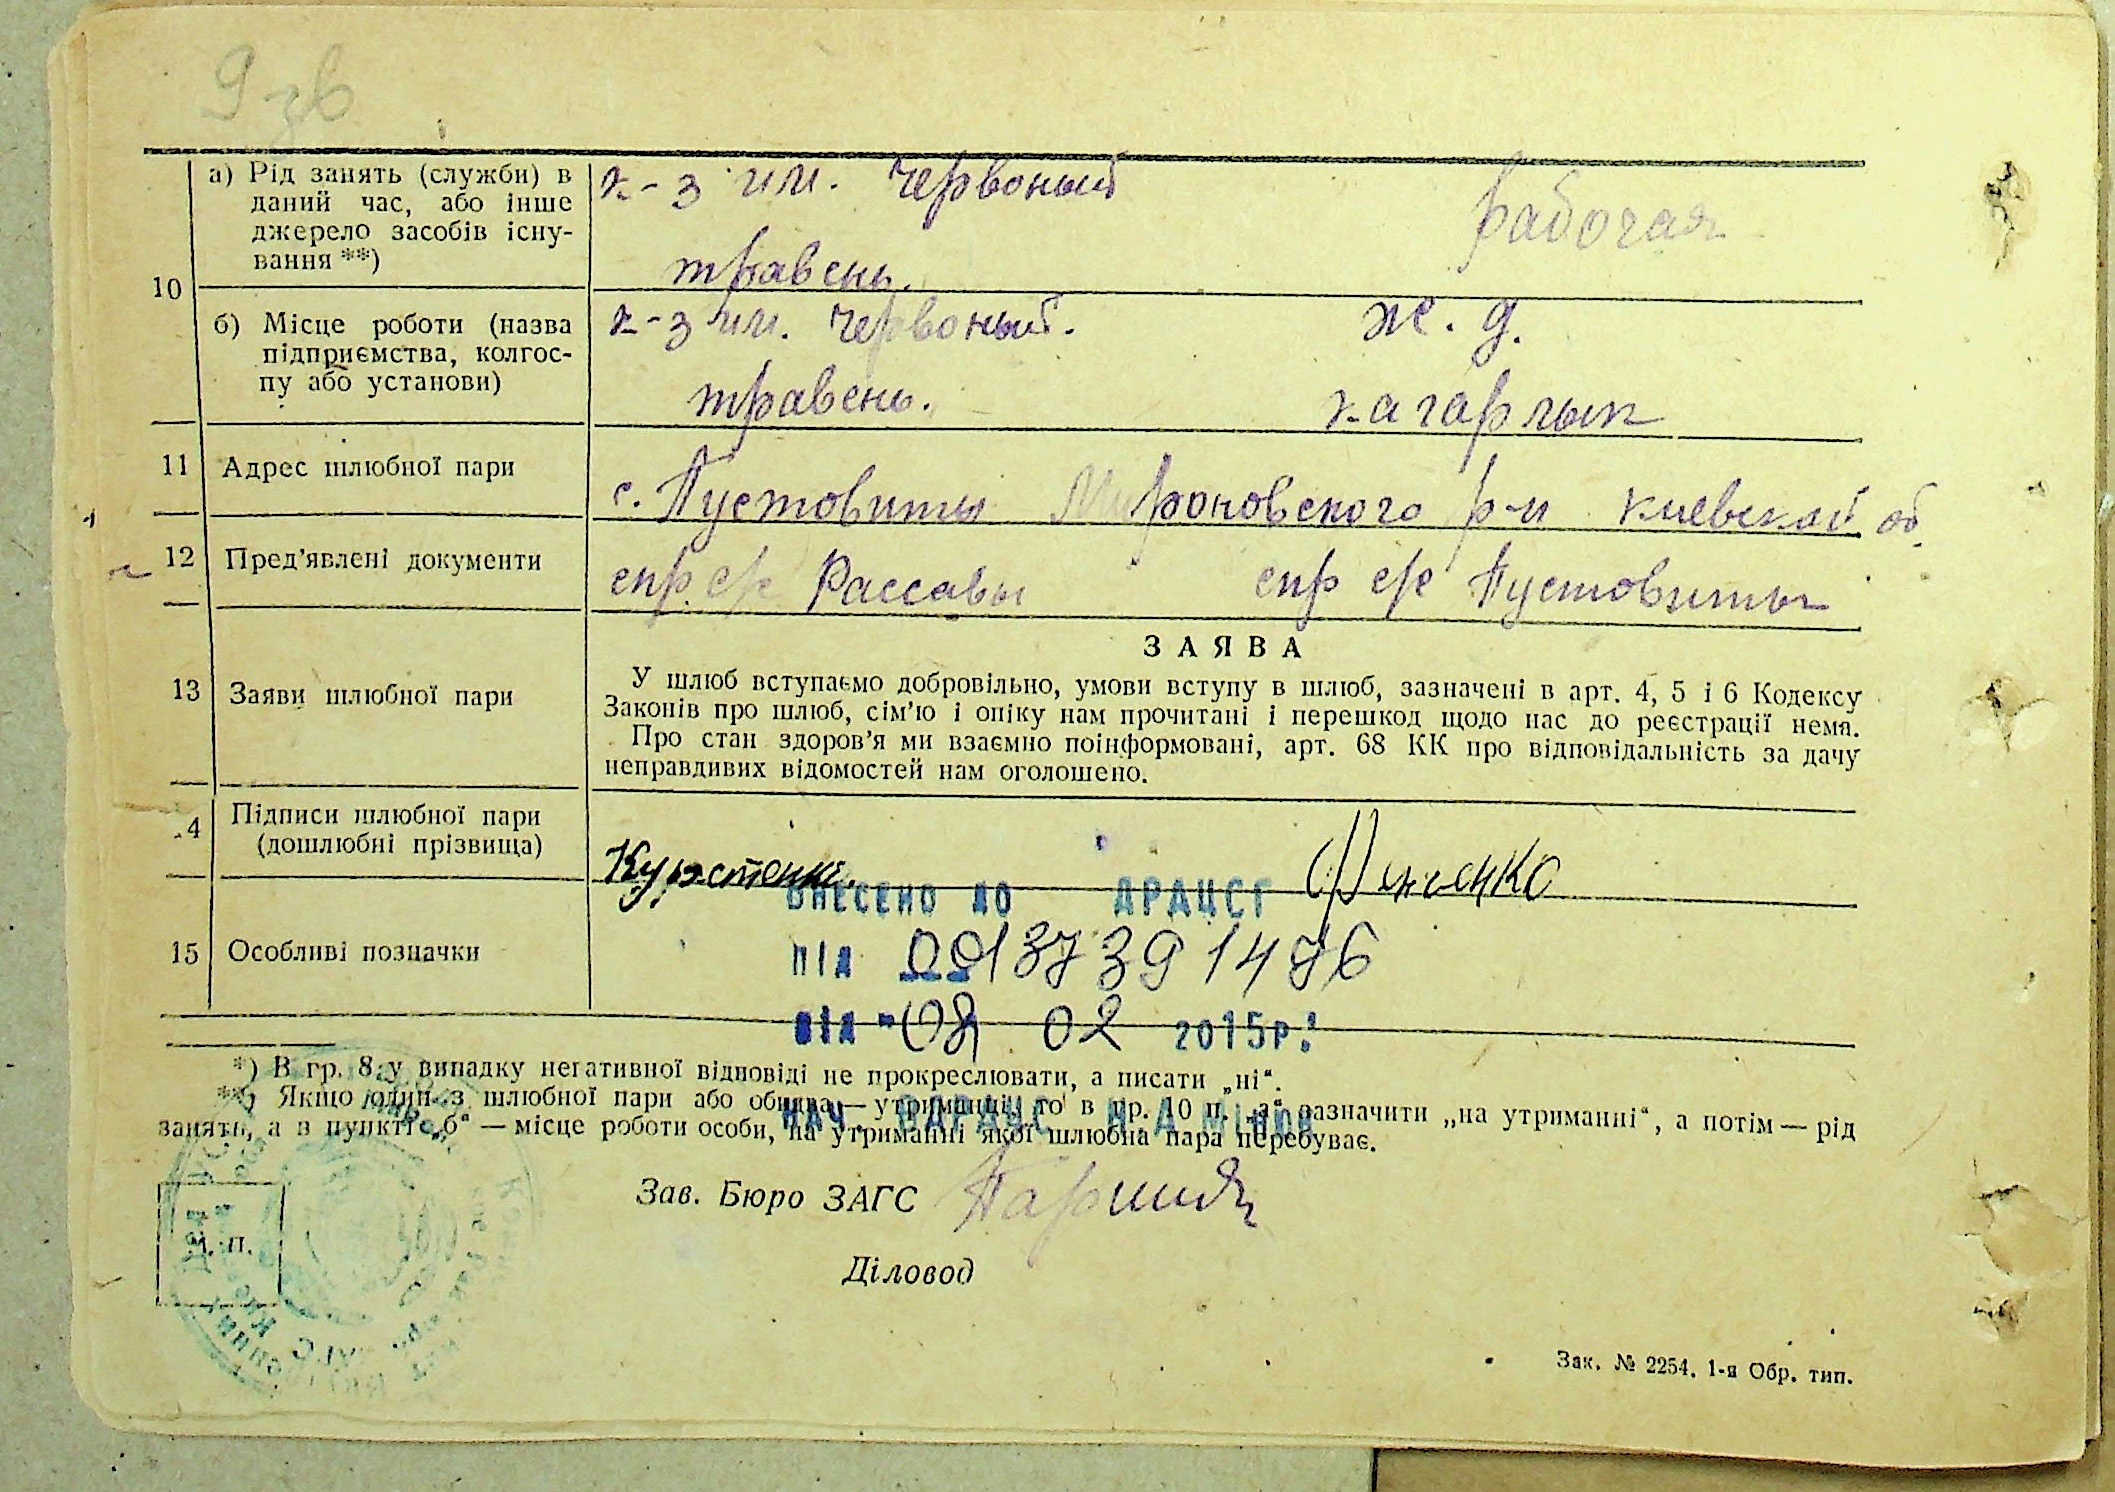 9 зв
10
а) Рід занять (служби) в
даний час, або інше
джерело засобів існу-
вання **)
к-з им. Червоный
травень.
рабочая
б) Місце роботи (назва
підприємства, колгос-
пу або установи)
к-з им. Червоный.
травень.
ж. д.
кагарлык
11 Адрес шлюбної пари
с. Пустовиты Мироновского р-н киевской об.
12 Пред'явлені документи
спр с/с Рассавы спр с/с Пустовиты
13 Заяви шлюбної пари
ЗАЯВА
У шлюб вступаємо добровільно, умови вступу в шлюб, зазначені в арт. 4, 5 і 6 Кодексу
Законів про шлюб, сім'ю і опіку нам прочитані і перешкод щодо нас до реєстрації нема.
Про стан здоров'я ми взаємно поінформовані, арт. 68 КК про відповідальність за дачу
неправдивих відомостей нам оголошено.
14 Підписи шлюбної пари
(дошлюбні прізвища)
15 Особливі позначки
ВНЕСЕНО ДО ДРАЦСГ
під 00137391476
від "08 02 2015р.
*) В гр. 8 у випадку негативної відповіді не прокреслювати, а писати „ні“.
**) Якщо один з шлюбної пари або обидва — утриманці, то в гр. 10 п. „а“ зазначити „на утриманні“, а потім — рід
занять, а в пункті „б“ — місце роботи особи, на утриманні якої шлюбна пара перебуває.
НАЧ.
Зав. Бюро ЗАГС
Діловод
М. П.
Зак. № 2254. 1-я Обр. тип.